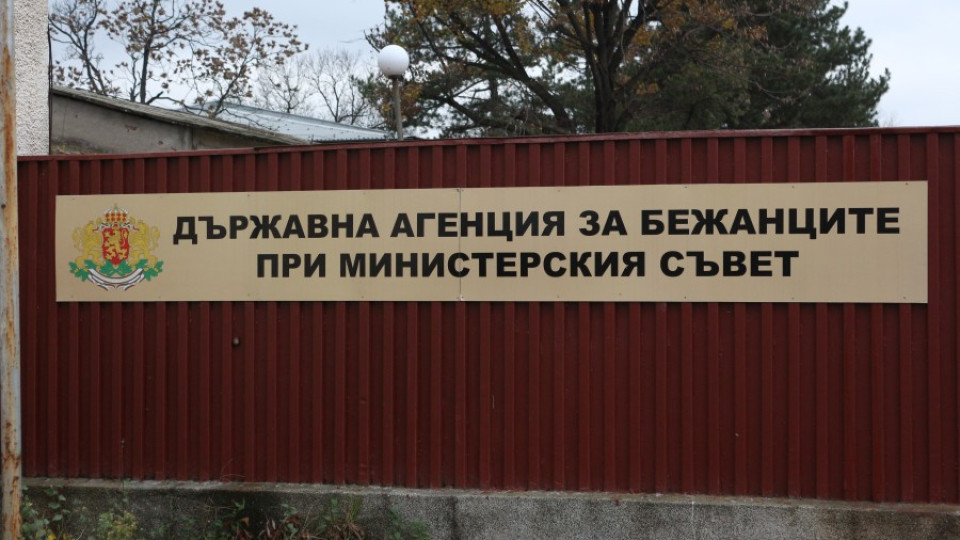 ДЪРЖАВНА АГЕНЦИЯ ЗА БЕЖАНЦИТЕ
ПРИ МИНИСТЕРСКИЯ СЪВЕТ